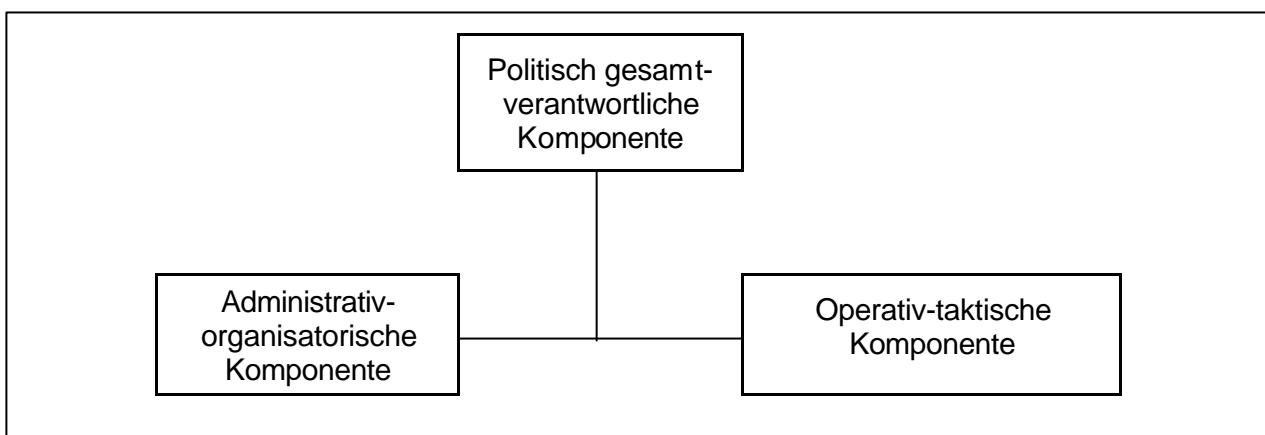 Politisch gesamt-
verantwortliche
Komponente
Administrativ-
organisatorische
Komponente
Operativ-taktische
Komponente